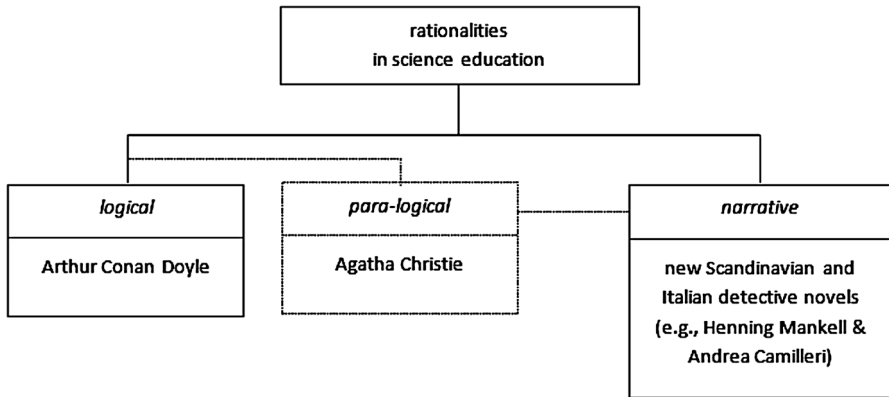 rationalities
in science education
logical
Arthur Conan Doyle
para-logical
Agatha Christie
narrative
new Scandinavian and
Italian detective novels
(e.g., Henning Mankell &
Andrea Camilleri)